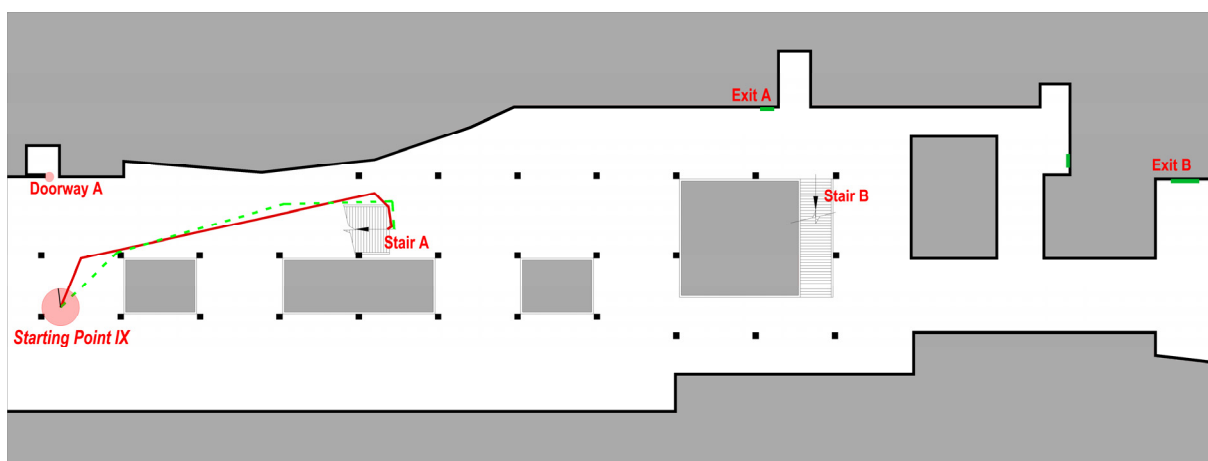 Exit A
Exit B
Doorway A
Stair B
Stair A
Starting Point IX